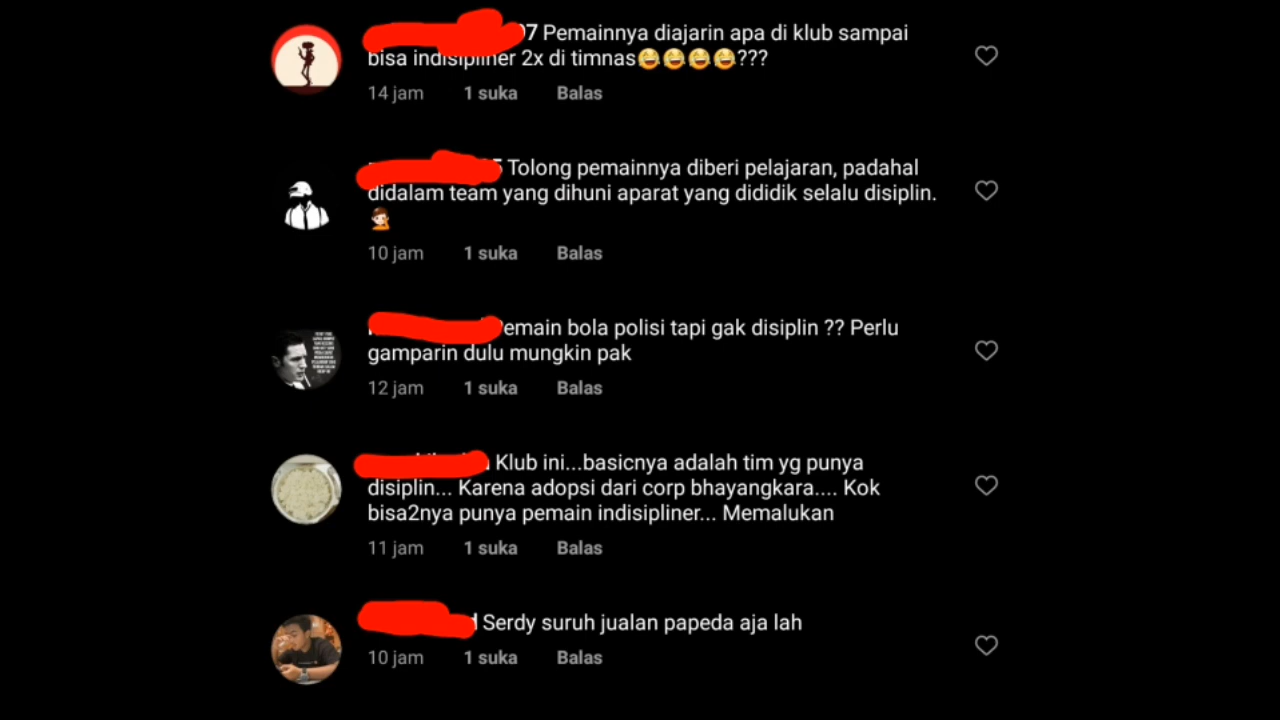 07 Pemainnya diajarin apa di klub sampai
bisa indisipliner 2x di timnas😂😂😂😂???
14 jam 1 suka Balas
Tolong pemainnya diberi pelajaran, padahal
didalam team yang dihuni aparat yang dididik selalu disiplin.
🤦
10 jam 1 suka Balas
Pemain bola polisi tapi gak disiplin ?? Perlu
gamparin dulu mungkin pak
12 jam 1 suka Balas
Klub ini...basicnya adalah tim yg punya
disiplin... Karena adopsi dari corp bhayangkara.... Kok
bisa2nya punya pemain indisipliner... Memalukan
11 jam 1 suka Balas
Serdy suruh jualan papeda aja lah
10 jam 1 suka Balas